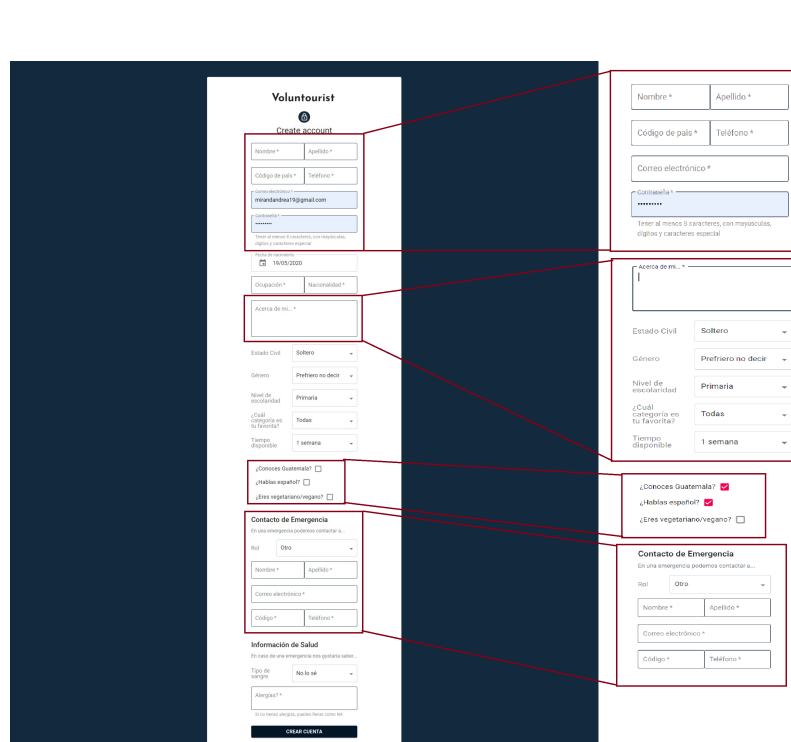 Voluntourist
Create account
Nombre *
Apellido *
Código de país *
Teléfono *
Correo electrónico *
mirandandrea19@gmail.com
Contraseña *
•••••••••
Tener al menos 8 caracteres, con mayúsculas,
dígitos y caracteres especial
Fecha de nacimiento
19/05/2020
Ocupación *
Nacionalidad *
Acerca de mi... *
Estado Civil
Soltero
Género
Prefriero no decir
Nivel de
escolaridad
Primaria
¿Cuál
categoría es
tu favorita?
Todas
Tiempo
disponible
1 semana
¿Conoces Guatemala?
¿Hablas español?
¿Eres vegetariano/vegano?
Contacto de Emergencia
En una emergencia podemos contactar a...
Rol
Otro
Nombre *
Apellido *
Correo electrónico *
Código *
Teléfono *
Información de Salud
En caso de una emergencia nos gustaría saber...
Tipo de
sangre
No lo sé
Alergias? *
Si no tienes alergias, puedes llenar como NA
CREAR CUENTA
Nombre *
Apellido *
Código de país *
Teléfono *
Correo electrónico *
Contraseña *
•••••••••
Tener al menos 8 caracteres, con mayúsculas,
dígitos y caracteres especial
Acerca de mi... *
Estado Civil
Soltero
Género
Prefriero no decir
Nivel de
escolaridad
Primaria
¿Cuál
categoría es
tu favorita?
Todas
Tiempo
disponible
1 semana
¿Conoces Guatemala?
¿Hablas español?
¿Eres vegetariano/vegano?
Contacto de Emergencia
En una emergencia podemos contactar a...
Rol
Otro
Nombre *
Apellido *
Correo electrónico *
Código *
Teléfono *